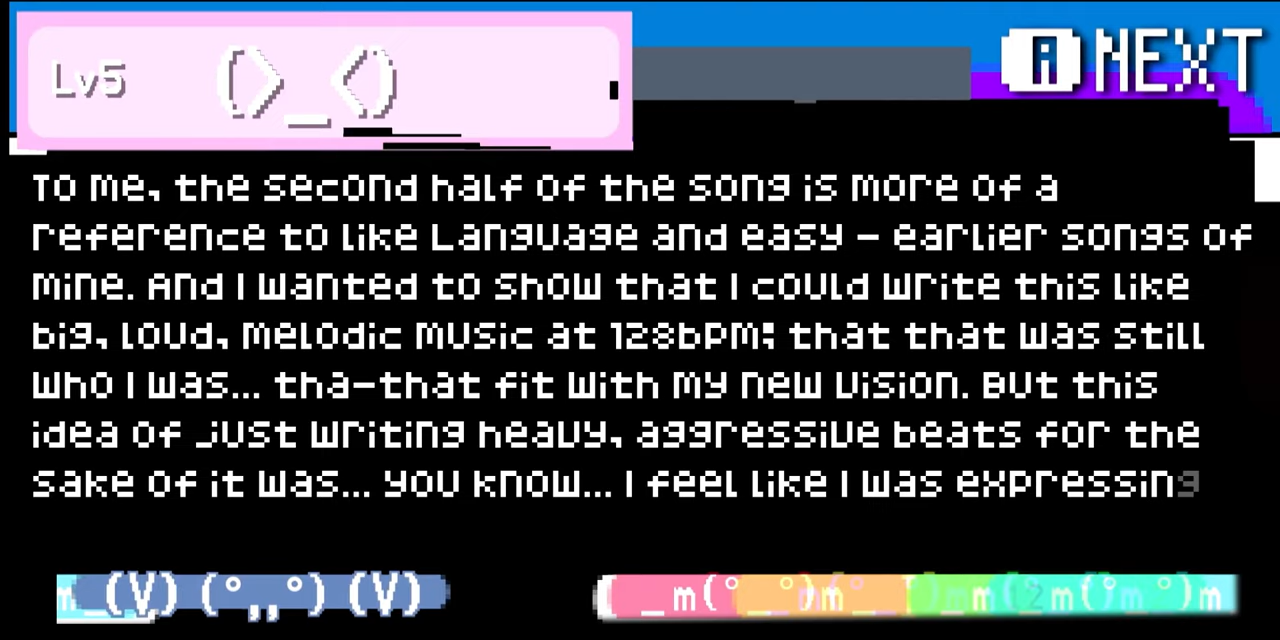 Lv5 (>_<)
NEXT
To me, the second half of the song is more of a
reference to like Language and easy - earlier songs of
mine. And I wanted to show that I could write this like
big, loud, melodic music at 128bpm; that that was still
who I was... tha-that fit with my new vision. But this
idea of just writing heavy, aggressive beats for the
sake of it was... you know... I feel like I was expressing
(V) (°,,°) (V)